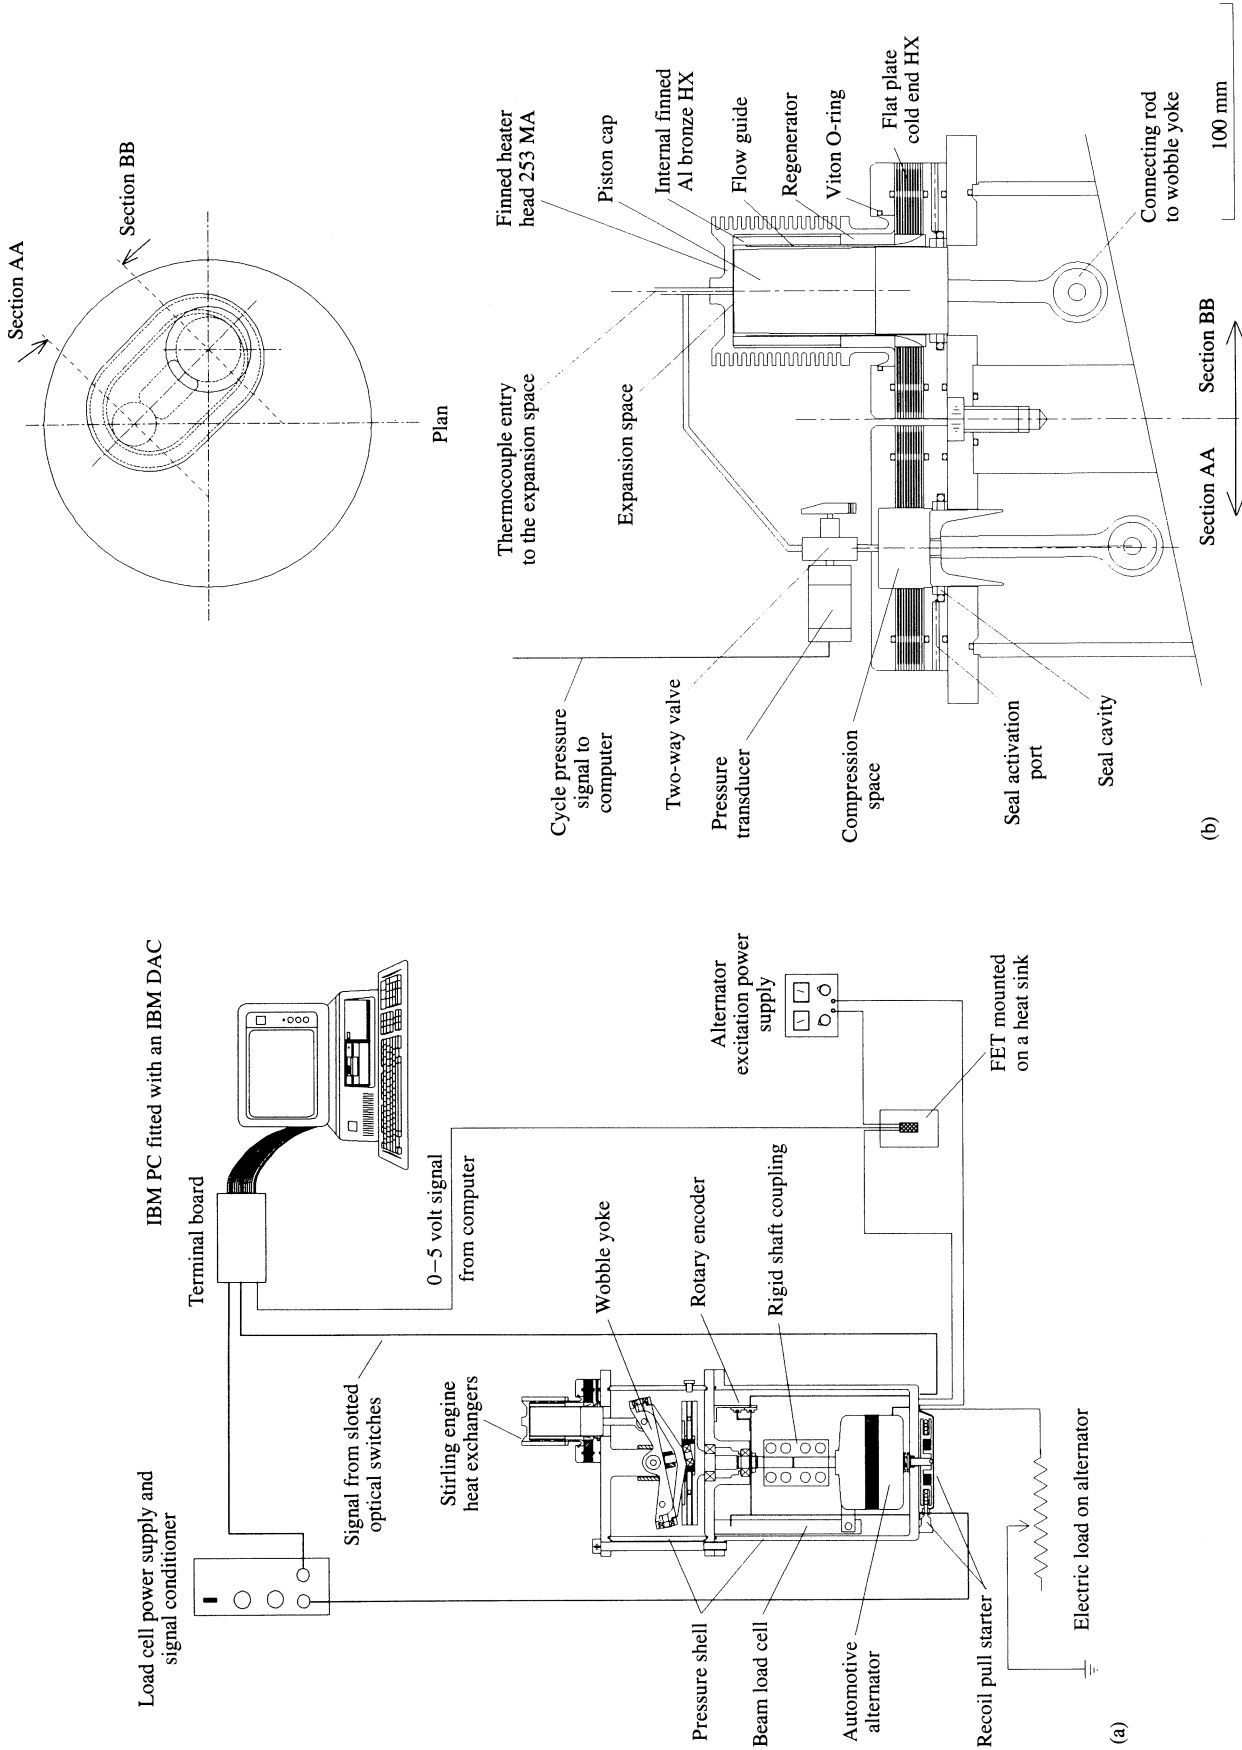 Load cell power supply and
signal conditioner
Terminal board
IBM PC fitted with an IBM DAC
Signal from slotted
optical switches
0–5 volt signal
from computer
Stirling engine
heat exchangers
Wobble yoke
Rotary encoder
Rigid shaft coupling
Alternator
excitation power
supply
FET mounted
on a heat sink
Pressure shell
Beam load cell
Automotive
alternator
Recoil pull starter
Electric load on alternator
(a)
Section AA
Section BB
Plan
Thermocouple entry
to the expansion space
Finned heater
head 253 MA
Piston cap
Internal finned
Al bronze HX
Flow guide
Regenerator
Viton O-ring
Flat plate
cold end HX
Expansion space
Cycle pressure
signal to
computer
Two-way valve
Pressure
transducer
Compression
space
Seal activation
port
Seal cavity
Connecting rod
to wobble yoke
Section AA
Section BB
100 mm
(b)